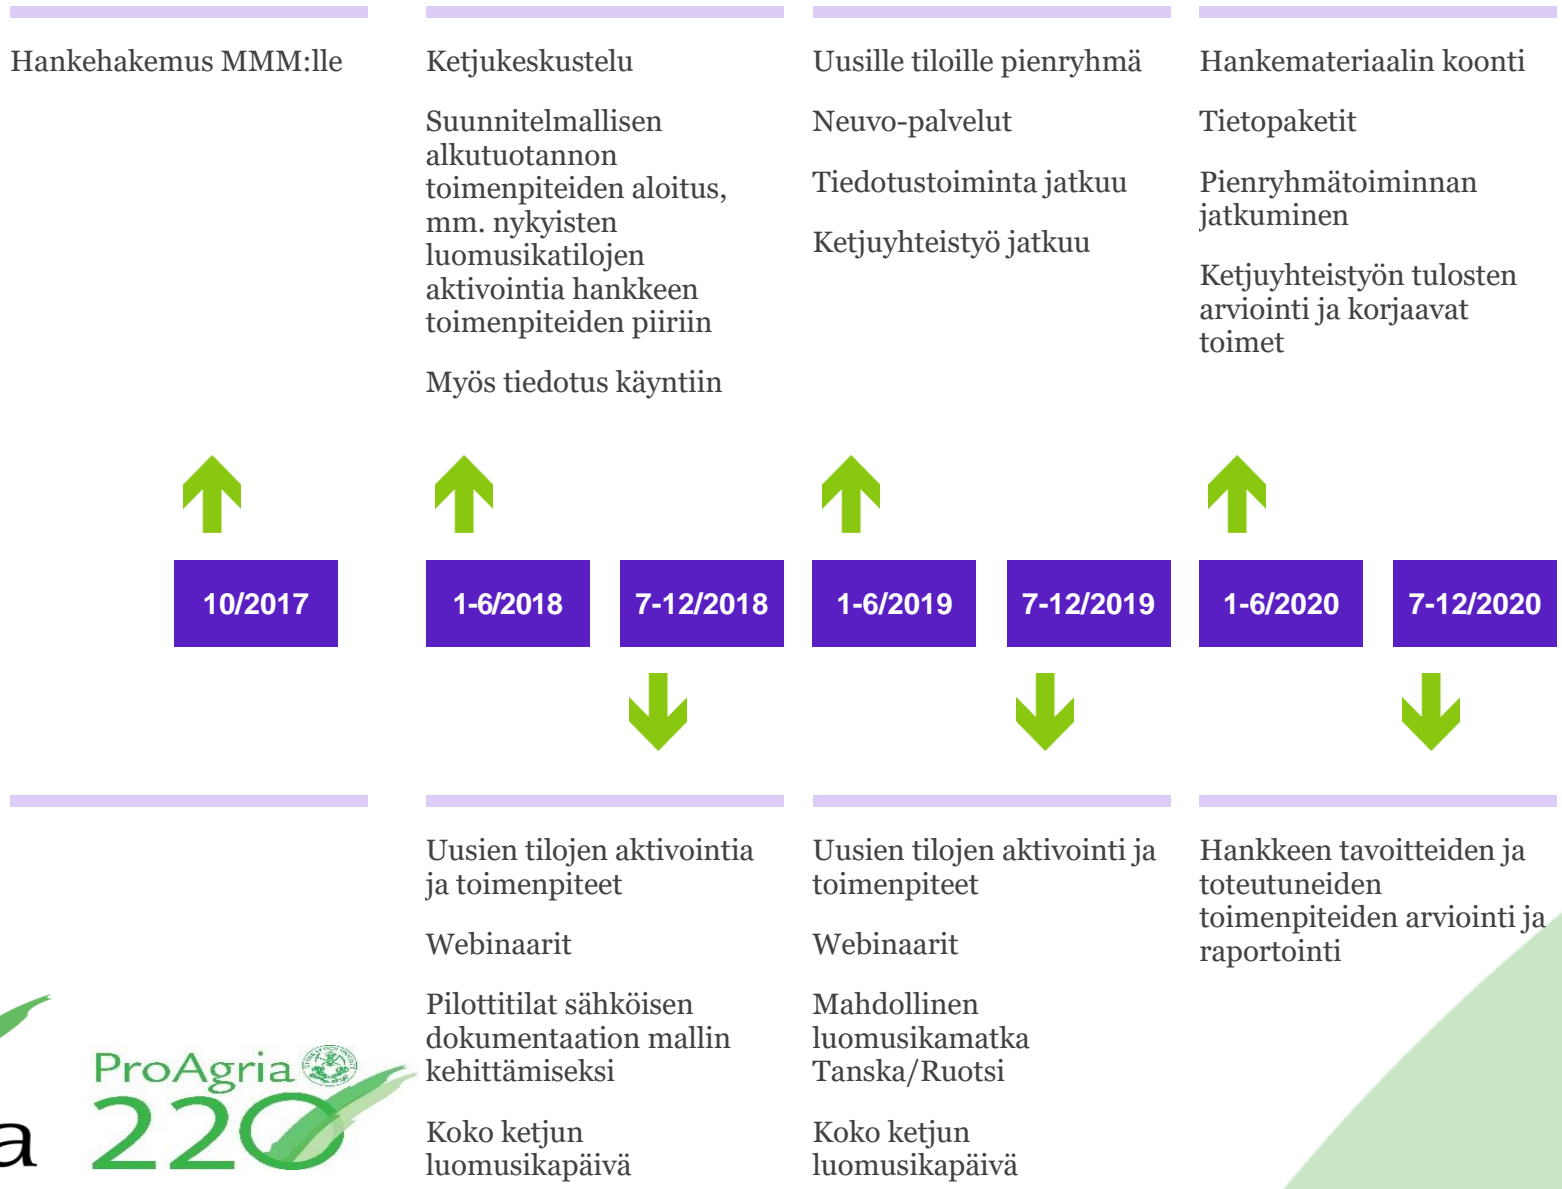 Hankehakemus MMM:lle
Ketjukeskustelu
Suunnitelmallisen
alkutuotannon
toimenpiteiden aloitus,
mm. nykyisten
luomusikatilojen
aktivointia hankkeen
toimenpiteiden piiriin
Myös tiedotus käyntiin
Uusille tiloille pienryhmä
Neuvo-palvelut
Tiedotustoiminta jatkuu
Ketjuyhteistyö jatkuu
Hankemateriaalin koonti
Tietopaketit
Pienryhmätoiminnan
jatkuminen
Ketjuyhteistyön tulosten
arviointi ja korjaavat
toimet
10/2017
1-6/2018
7-12/2018
1-6/2019
7-12/2019
1-6/2020
7-12/2020
Uusien tilojen aktivointia
ja toimenpiteet
Webinaarit
Pilottitilat sähköisen
dokumentaation mallin
kehittämiseksi
Koko ketjun
luomusikapäivä
Uusien tilojen aktivointi ja
toimenpiteet
Webinaarit
Mahdollinen
luomusikamatka
Tanska/Ruotsi
Koko ketjun
luomusikapäivä
Hankkeen tavoitteiden ja
toteutuneiden
toimenpiteiden arviointi ja
raportointi
a
ProAgria
220